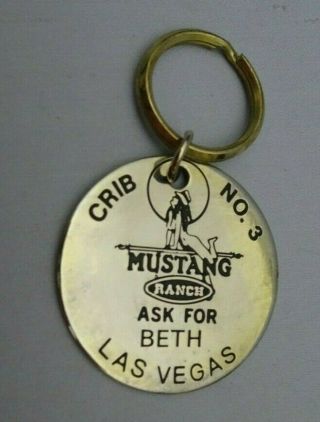 CRIB NO. 3
MUSTANG
RANCH
ASK FOR
BETH
LAS VEGAS